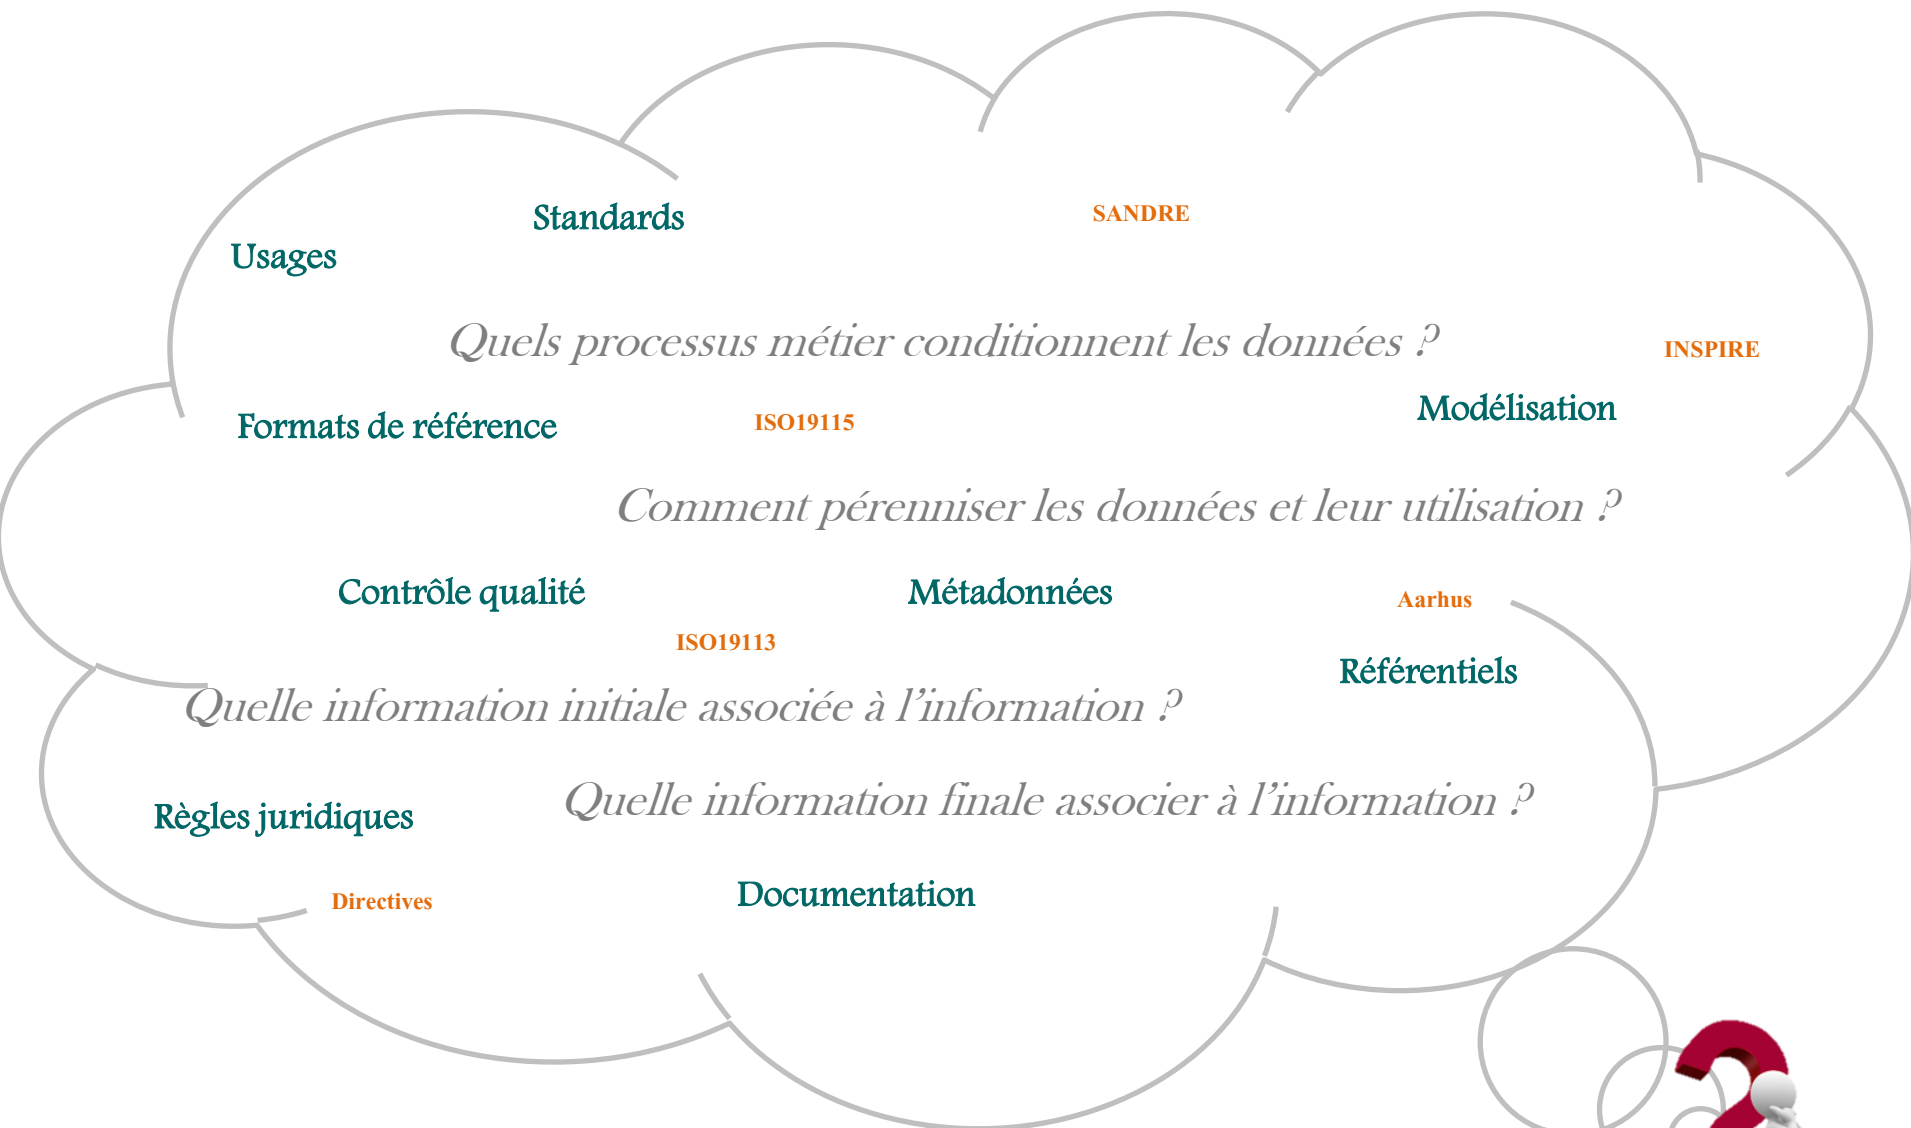 Standards
SANDRE
Usages
Quels processus métier conditionnent les données ?
INSPIRE
Modélisation
Formats de référence
ISO19115
Comment pérenniser les données et leur utilisation ?
Contrôle qualité
Métadonnées
Aarhus
ISO19113
Référentiels
Quelle information initiale associée à l’information ?
Quelle information finale associer à l’information ?
Règles juridiques
Documentation
Directives